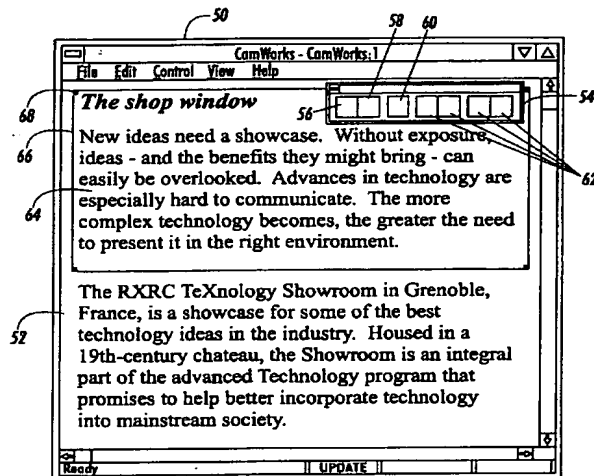 50
CamWorks - CamWorks:1
File Edit Control View Help
58
60
68
56
54
The shop window
66
New ideas need a showcase. Without exposure,
ideas - and the benefits they might bring - can
easily be overlooked. Advances in technology are
62
64
especially hard to communicate. The more
complex technology becomes, the greater the need
to present it in the right environment.
The RXRC TeXnology Showroom in Grenoble,
52
France, is a showcase for some of the best
technology ideas in the industry. Housed in a
19th-century chateau, the Showroom is an integral
part of the advanced Technology program that
promises to help better incorporate technology
into mainstream society.
Ready
UPDATE